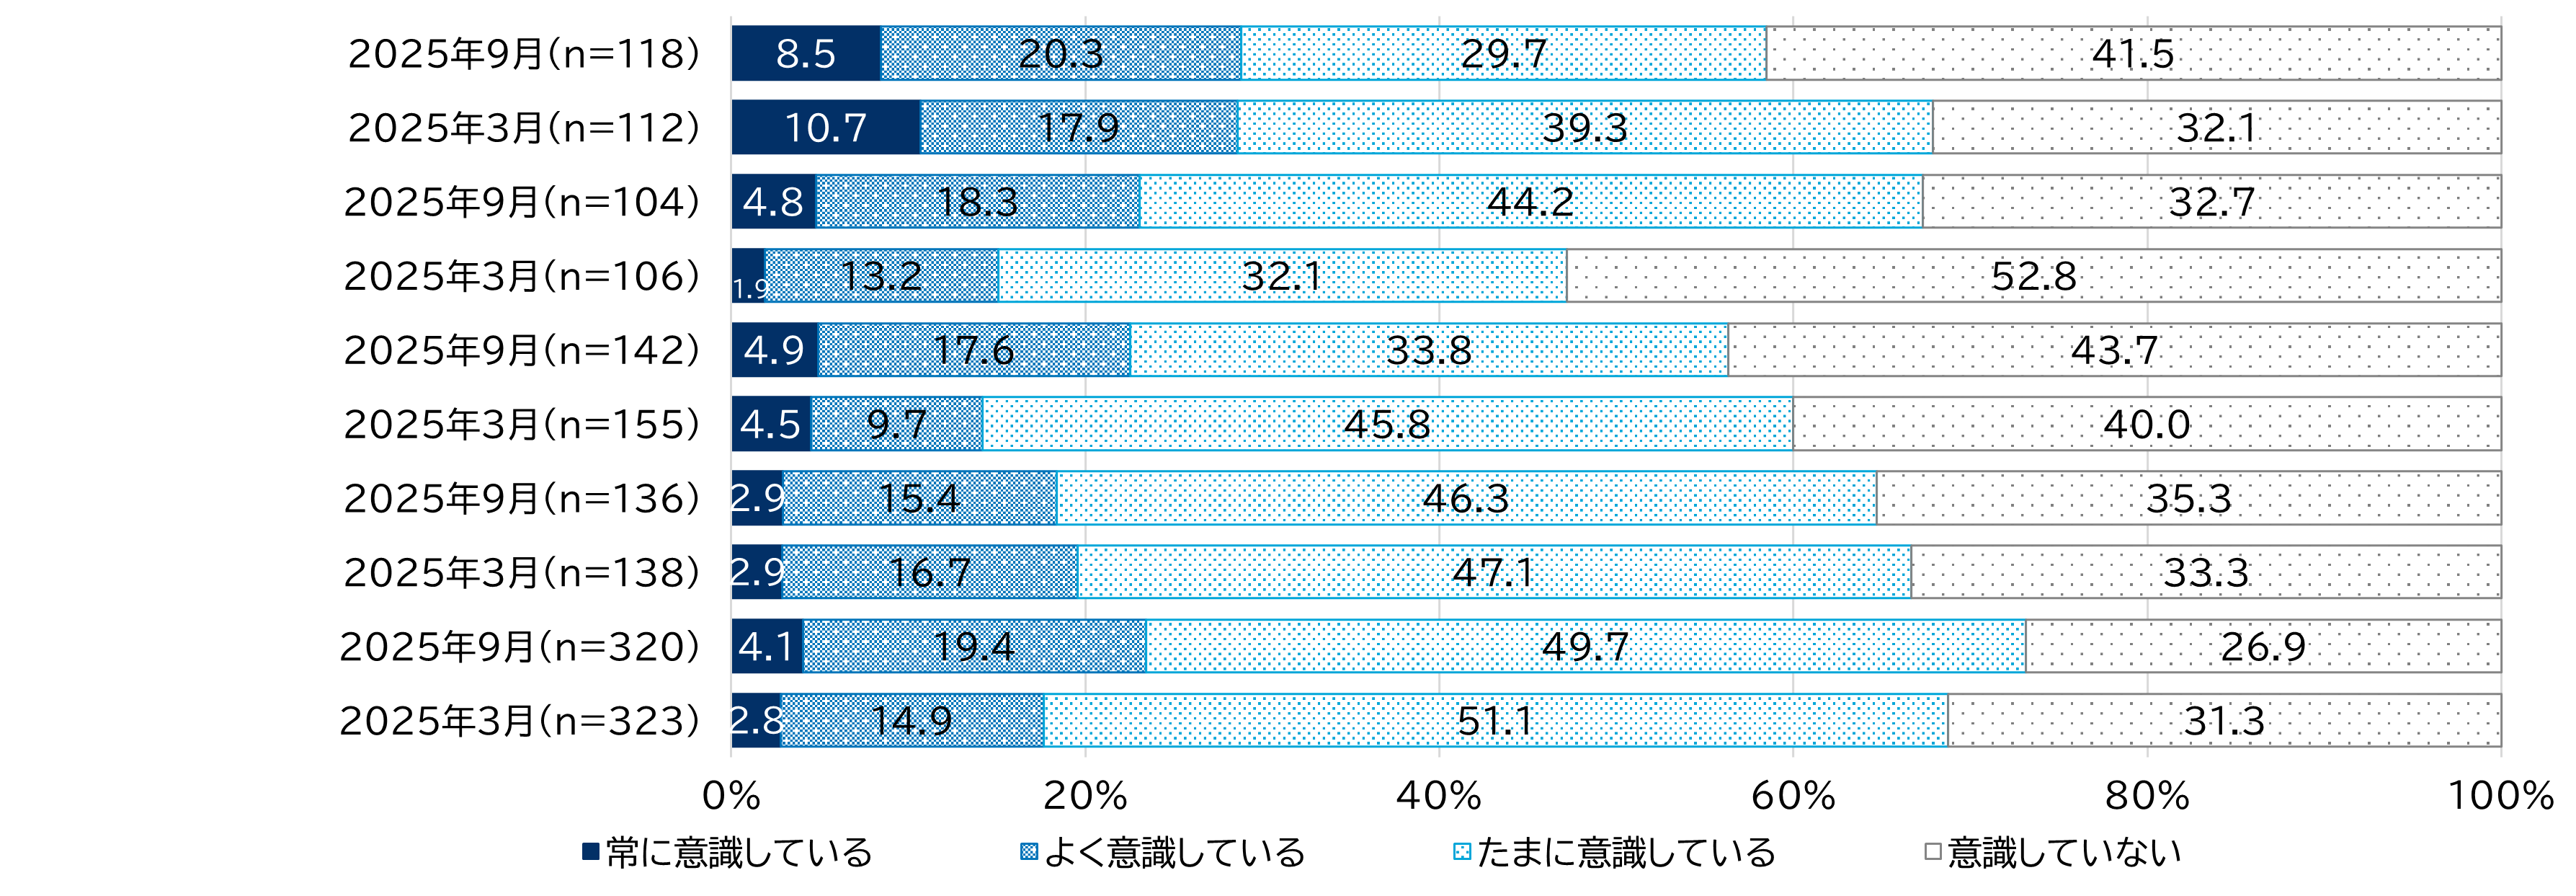 2025年9月(n=118) 8.5 20.3 29.7 41.5
2025年3月(n=112) 10.7 17.9 39.3 32.1
2025年9月(n=104) 4.8 18.3 44.2 32.7
2025年3月(n=106) 1.9 13.2 32.1 52.8
2025年9月(n=142) 4.9 17.6 33.8 43.7
2025年3月(n=155) 4.5 9.7 45.8 40.0
2025年9月(n=136) 2.9 15.4 46.3 35.3
2025年3月(n=138) 2.9 16.7 47.1 33.3
2025年9月(n=320) 4.1 19.4 49.7 26.9
2025年3月(n=323) 2.8 14.9 51.1 31.3
0% 20% 40% 60% 80% 100%
常に意識している よく意識している たまに意識している 意識していない